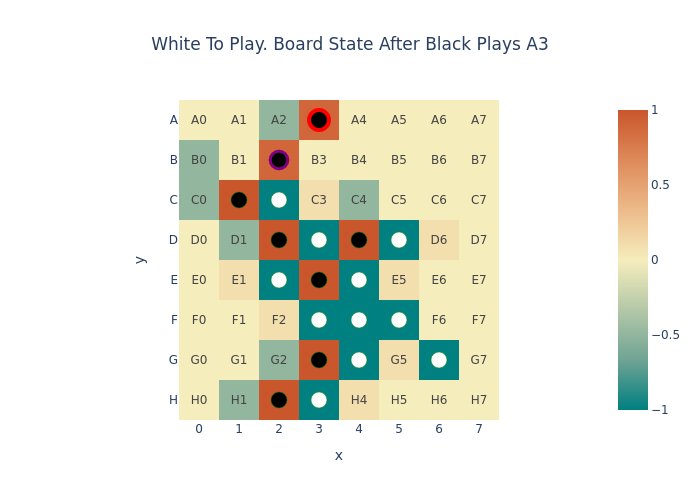 White To Play. Board State After Black Plays A3
A A0 A1 A2 A4 A5 A6 A7
B B0 B1 B3 B4 B5 B6 B7
C C0 C3 C4 C5 C6 C7
D D0 D1 D6 D7
E E0 E1 E5 E6 E7
F F0 F1 F2 F6 F7
G G0 G1 G2 G5 G7
H H0 H1 H4 H5 H6 H7
0 1 2 3 4 5 6 7
x
y
1
0.5
0
−0.5
−1